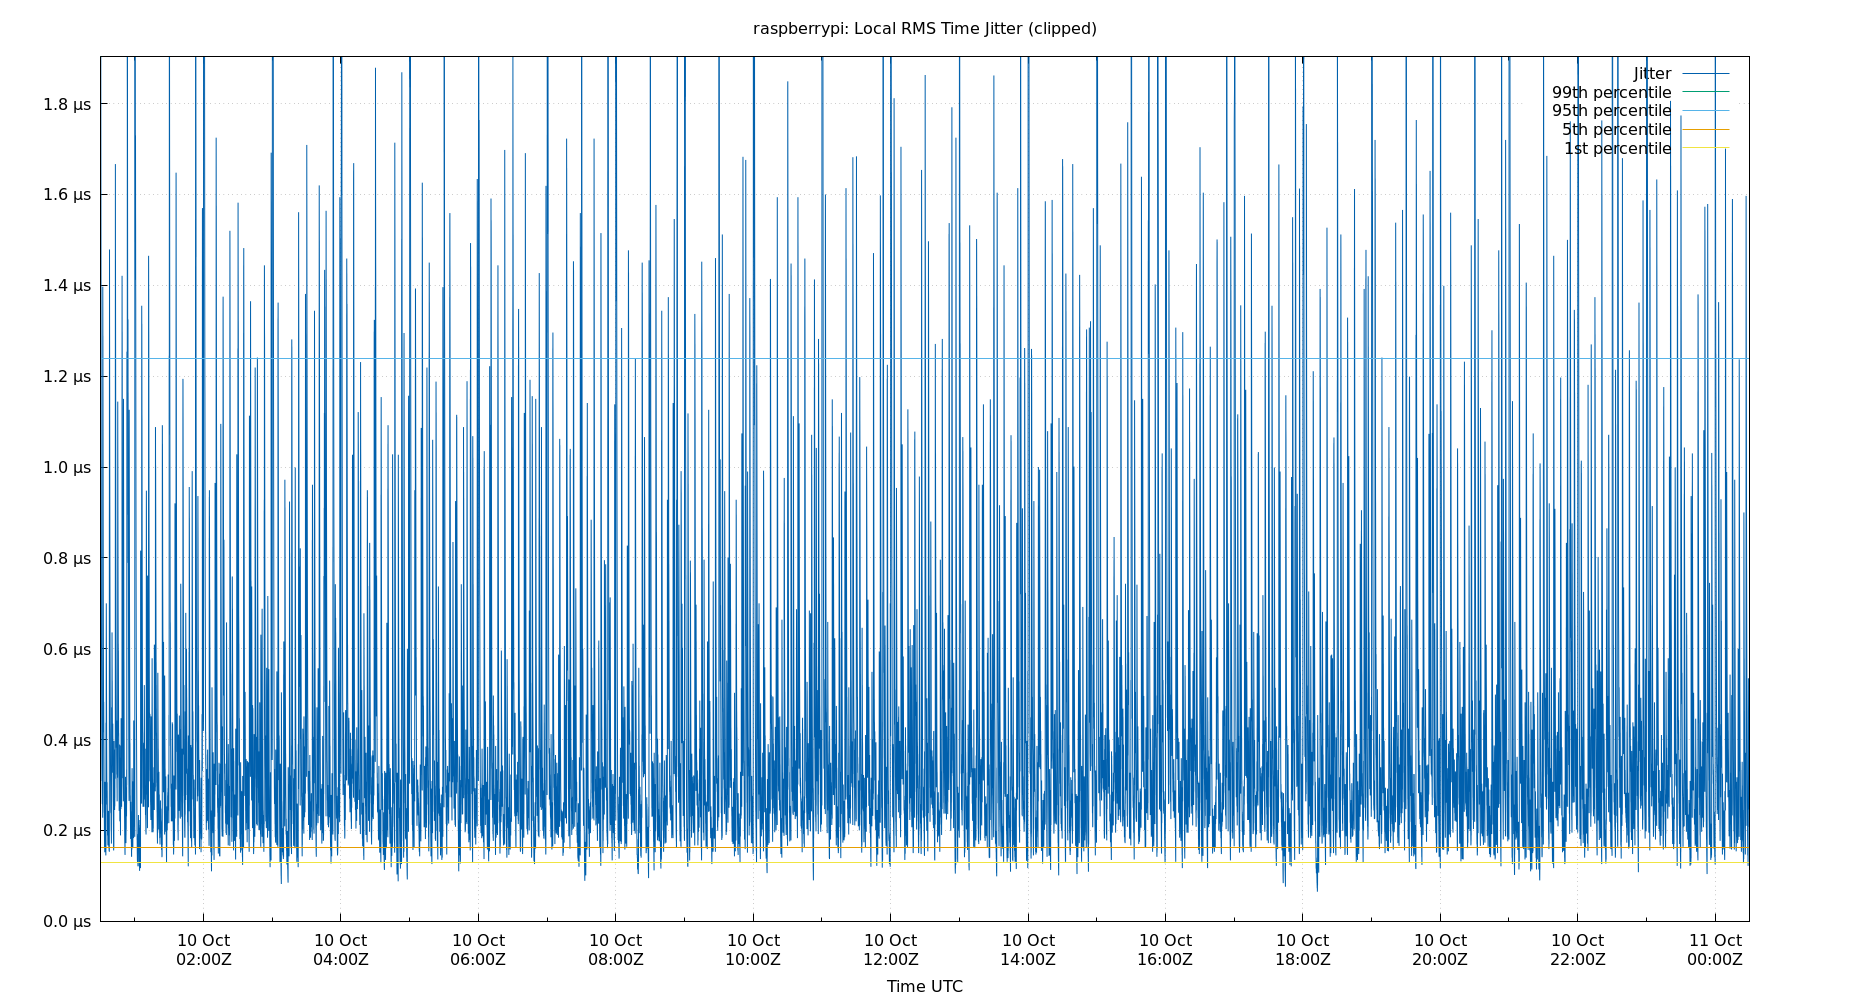 raspberrypi: Local RMS Time Jitter (clipped)
Jitter
99th percentile
95th percentile
5th percentile
1st percentile
1.8 μs
1.6 μs
1.4 μs
1.2 μs
1.0 μs
0.8 μs
0.6 μs
0.4 μs
0.2 μs
0.0 μs
10 Oct 10 Oct 10 Oct 10 Oct 10 Oct 10 Oct 10 Oct 10 Oct 10 Oct 10 Oct 10 Oct 11 Oct
02:00Z 04:00Z 06:00Z 08:00Z 10:00Z 12:00Z 14:00Z 16:00Z 18:00Z 20:00Z 22:00Z 00:00Z
Time UTC